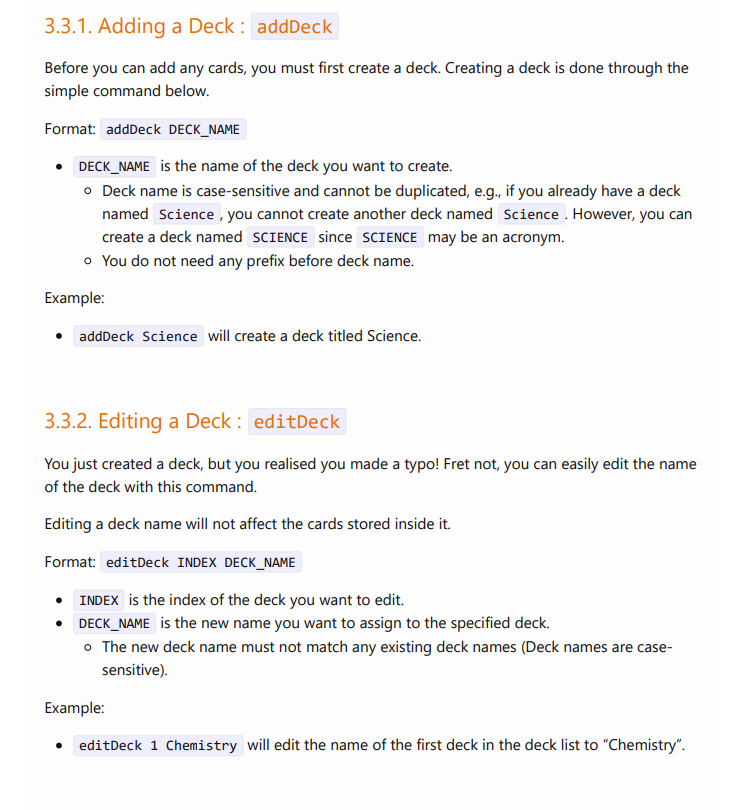 3.3.1. Adding a Deck : addDeck
Before you can add any cards, you must first create a deck. Creating a deck is done through the
simple command below.
Format: addDeck DECK_NAME
• DECK_NAME is the name of the deck you want to create.
◦ Deck name is case-sensitive and cannot be duplicated, e.g., if you already have a deck
named Science , you cannot create another deck named Science . However, you can
create a deck named SCIENCE since SCIENCE may be an acronym.
◦ You do not need any prefix before deck name.
Example:
• addDeck Science will create a deck titled Science.
3.3.2. Editing a Deck : editDeck
You just created a deck, but you realised you made a typo! Fret not, you can easily edit the name
of the deck with this command.
Editing a deck name will not affect the cards stored inside it.
Format: editDeck INDEX DECK_NAME
• INDEX is the index of the deck you want to edit.
• DECK_NAME is the new name you want to assign to the specified deck.
◦ The new deck name must not match any existing deck names (Deck names are case-
sensitive).
Example:
• editDeck 1 Chemistry will edit the name of the first deck in the deck list to “Chemistry”.